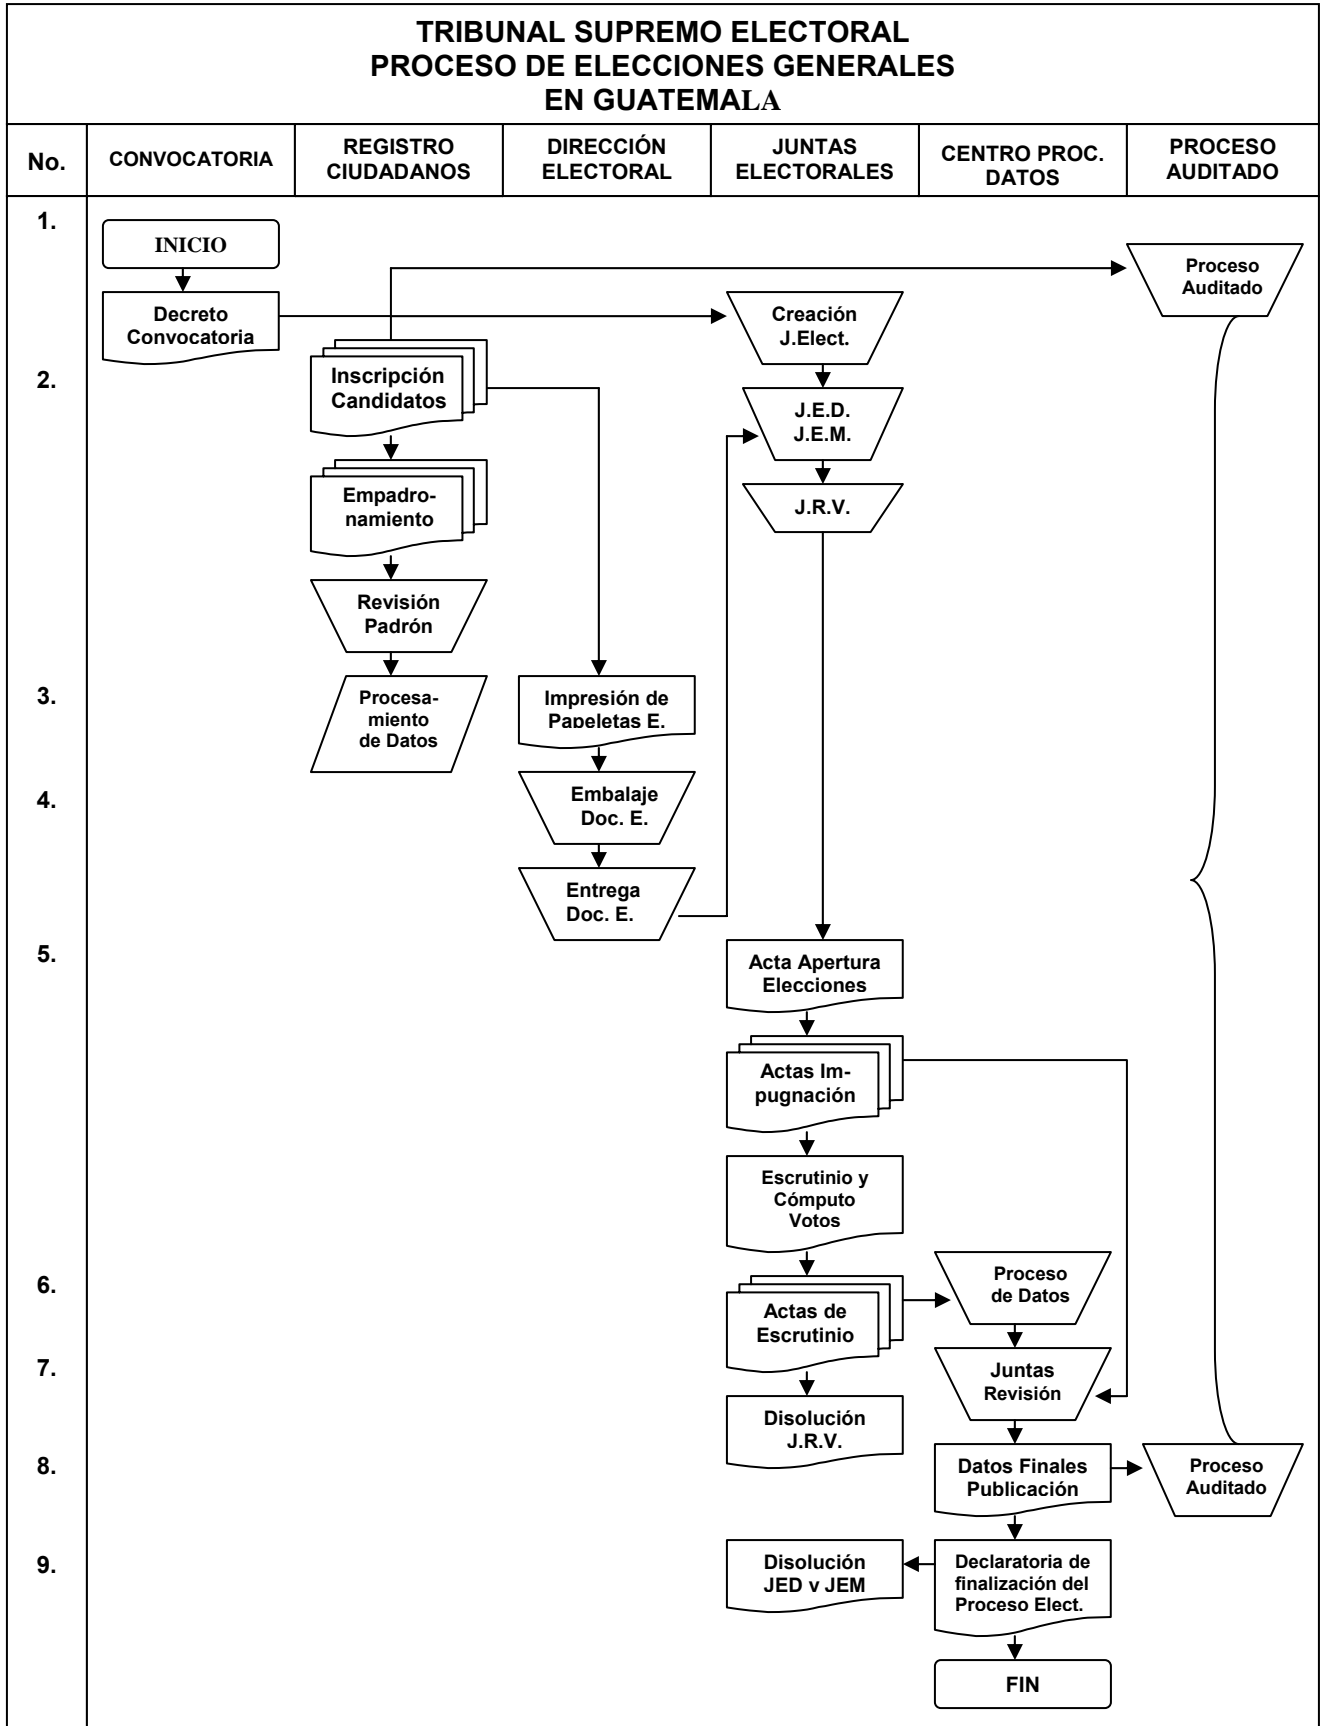 TRIBUNAL SUPREMO ELECTORAL
PROCESO DE ELECCIONES GENERALES
EN GUATEMALA
No.
CONVOCATORIA
REGISTRO
CIUDADANOS
DIRECCIÓN
ELECTORAL
JUNTAS
ELECTORALES
CENTRO PROC.
DATOS
PROCESO
AUDITADO
1.
INICIO
Proceso
Auditado
Decreto
Convocatoria
Creación
J.Elect.
2.
Inscripción
Candidatos
J.E.D.
J.E.M.
Empadro-
namiento
J.R.V.
Revisión
Padrón
3.
Procesa-
miento
de Datos
Impresión de
Papeletas E.
4.
Embalaje
Doc. E.
Entrega
Doc. E.
5.
Acta Apertura
Elecciones
Actas Im-
pugnación
Escrutinio y
Cómputo
Votos
6.
Actas de
Escrutinio
Proceso
de Datos
7.
Juntas
Revisión
Disolución
J.R.V.
8.
Datos Finales
Publicación
Proceso
Auditado
9.
Disolución
JED y JEM
Declaratoria de
finalización del
Proceso Elect.
FIN